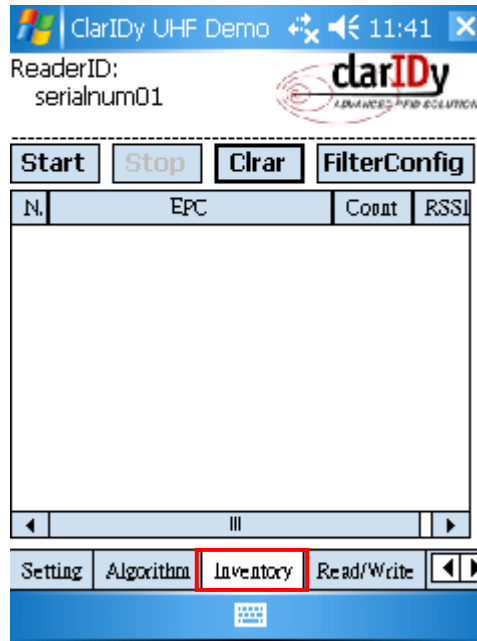 ClarIDy UHF Demo 11:41
ReaderID:
serialnum01
clarIDy
ADVANCED RFID SOLUTION
Start Stop Clrar FilterConfig
N. EPC Count RSSI
Setting Algorithm Inventory Read/Write